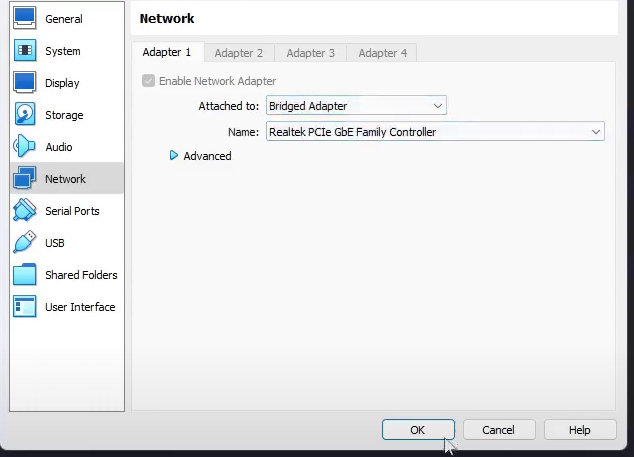 General
System
Display
Storage
Audio
Network
Serial Ports
USB
Shared Folders
User Interface
Network
Adapter 1 Adapter 2 Adapter 3 Adapter 4
Enable Network Adapter
Attached to: Bridged Adapter
Name: Realtek PCIe GbE Family Controller
Advanced
OK Cancel Help